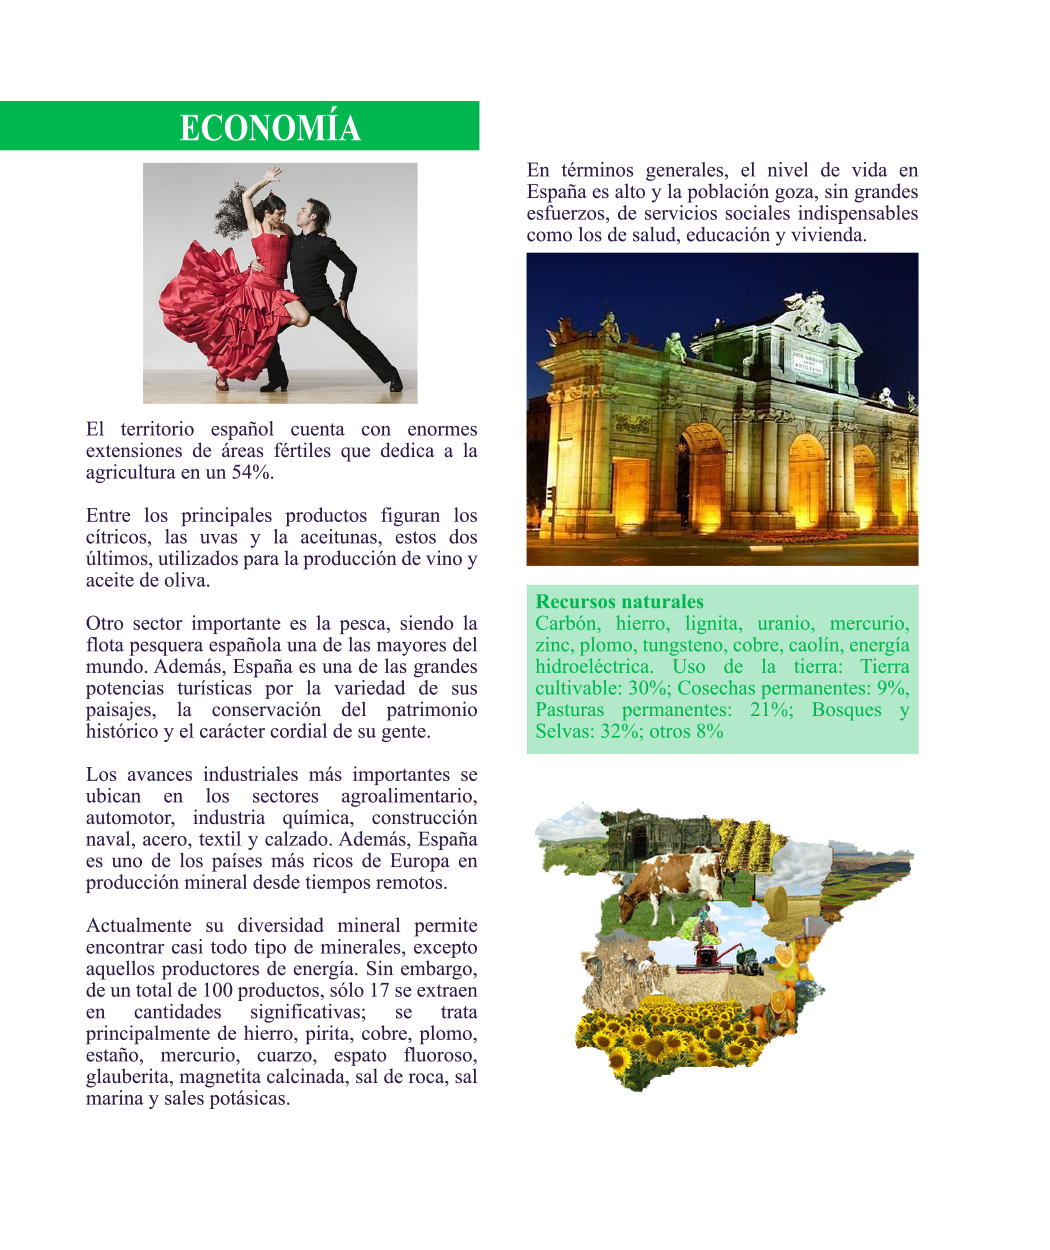 ECONOMÍA
El territorio español cuenta con enormes
extensiones de áreas fértiles que dedica a la
agricultura en un 54%.
Entre los principales productos figuran los
cítricos, las uvas y la aceitunas, estos dos
últimos, utilizados para la producción de vino y
aceite de oliva.
Otro sector importante es la pesca, siendo la
flota pesquera española una de las mayores del
mundo. Además, España es una de las grandes
potencias turísticas por la variedad de sus
paisajes, la conservación del patrimonio
histórico y el carácter cordial de su gente.
Los avances industriales más importantes se
ubican en los sectores agroalimentario,
automotor, industria química, construcción
naval, acero, textil y calzado. Además, España
es uno de los países más ricos de Europa en
producción mineral desde tiempos remotos.
Actualmente su diversidad mineral permite
encontrar casi todo tipo de minerales, excepto
aquellos productores de energía. Sin embargo,
de un total de 100 productos, sólo 17 se extraen
en cantidades significativas; se trata
principalmente de hierro, pirita, cobre, plomo,
estaño, mercurio, cuarzo, espato fluoroso,
glauberita, magnetita calcinada, sal de roca, sal
marina y sales potásicas.
En términos generales, el nivel de vida en
España es alto y la población goza, sin grandes
esfuerzos, de servicios sociales indispensables
como los de salud, educación y vivienda.
Recursos naturales
Carbón, hierro, lignita, uranio, mercurio,
zinc, plomo, tungsteno, cobre, caolín, energía
hidroeléctrica. Uso de la tierra: Tierra
cultivable: 30%; Cosechas permanentes: 9%,
Pasturas permanentes: 21%; Bosques y
Selvas: 32%; otros 8%